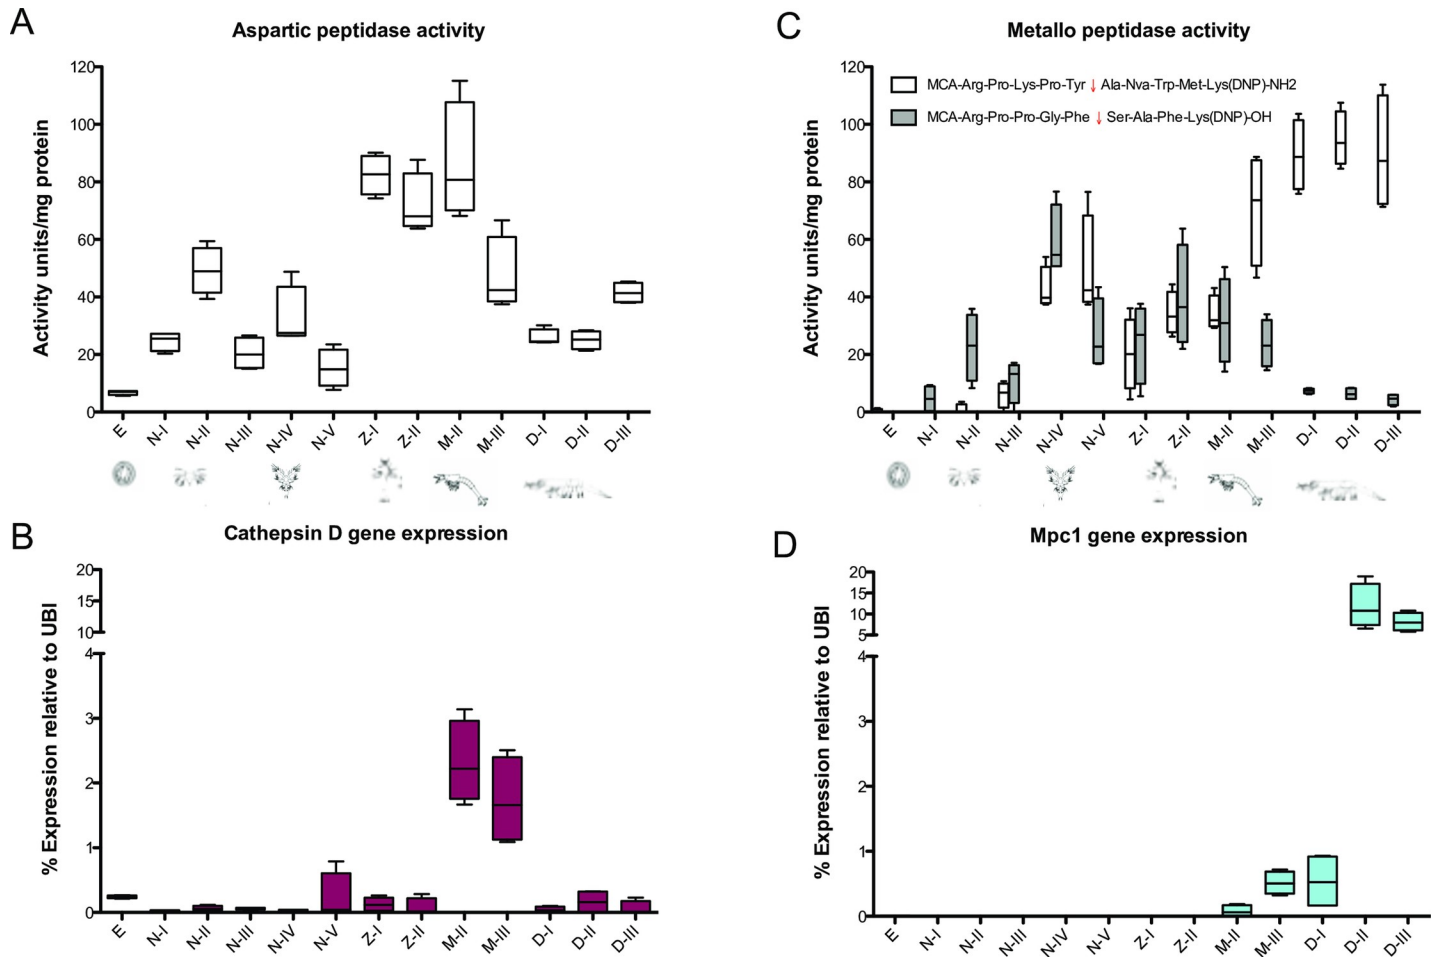 A
Aspartic peptidase activity
Activity units/mg protein
120
100
80
60
40
20
0
E N-I N-II N-III N-IV N-V Z-I Z-II M-II M-III D-I D-II D-III
C
Metallo peptidase activity
MCA-Arg-Pro-Lys-Pro-Tyr ↓ Ala-Nva-Trp-Met-Lys(DNP)-NH2
MCA-Arg-Pro-Pro-Gly-Phe ↓ Ser-Ala-Phe-Lys(DNP)-OH
Activity units/mg protein
120
100
80
60
40
20
0
E N-I N-II N-III N-IV N-V Z-I Z-II M-II M-III D-I D-II D-III
B
Cathepsin D gene expression
% Expression relative to UBI
20
15
10
4
3
2
1
0
E N-I N-II N-III N-IV N-V Z-I Z-II M-II M-III D-I D-II D-III
D
Mpc1 gene expression
% Expression relative to UBI
20
15
10
5
4
3
2
1
0
E N-I N-II N-III N-IV N-V Z-I Z-II M-II M-III D-I D-II D-III